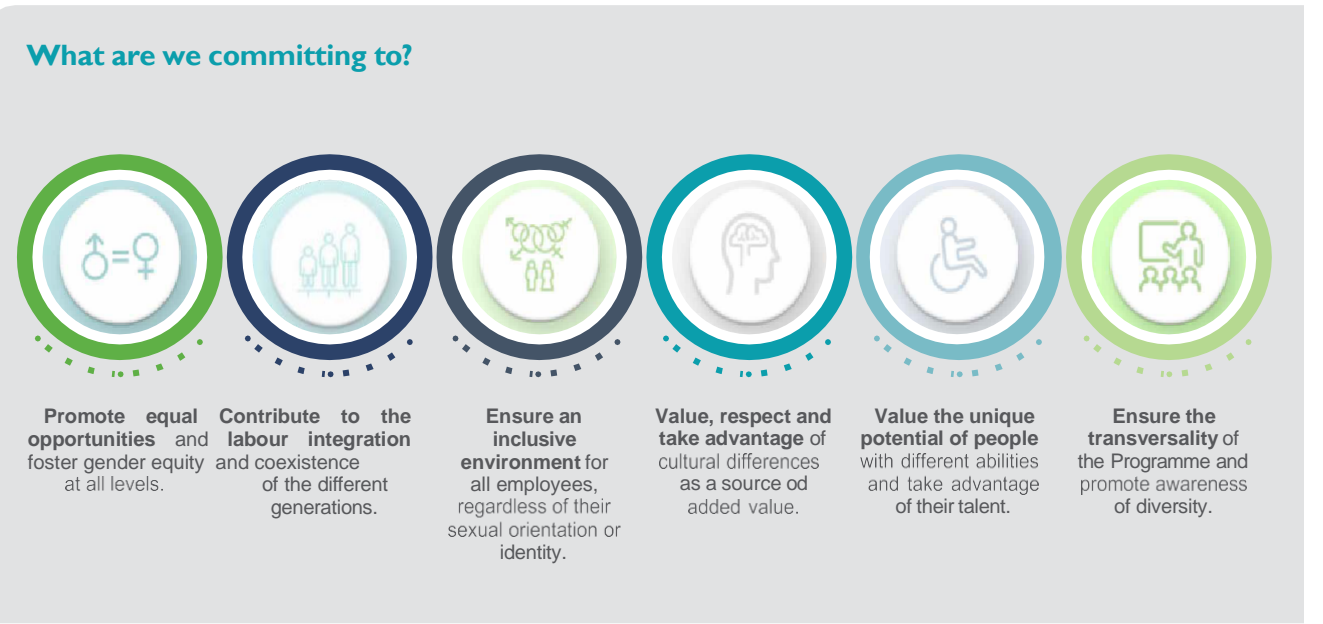 What are we committing to?
Promote equal
opportunities and
foster gender equity
at all levels.
Contribute to the
labour integration
and coexistence
of the different
generations.
Ensure an
inclusive
environment for
all employees,
regardless of their
sexual orientation or
identity.
Value, respect and
take advantage of
cultural differences
as a source od
added value.
Value the unique
potential of people
with different abilities
and take advantage
of their talent.
Ensure the
transversality of
the Programme and
promote awareness
of diversity.